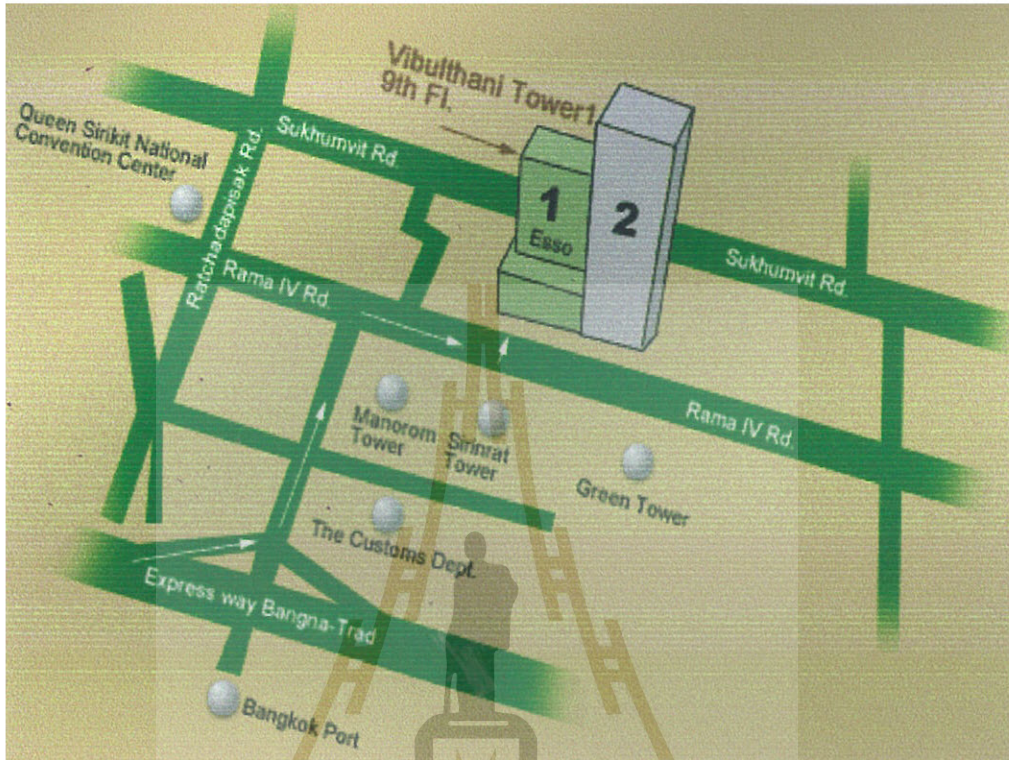 Vibulthani Tower1
9th Fl.
Queen Sirikit National
Convention Center
Sukhumvit Rd.
Ratchadapisak Rd.
1
Esso
2
Sukhumvit Rd.
Rama IV Rd.
Manorom
Tower
Sirinrat
Tower
Rama IV Rd.
Green Tower
The Customs Dept.
Express way Bangna-Trad
Bangkok Port